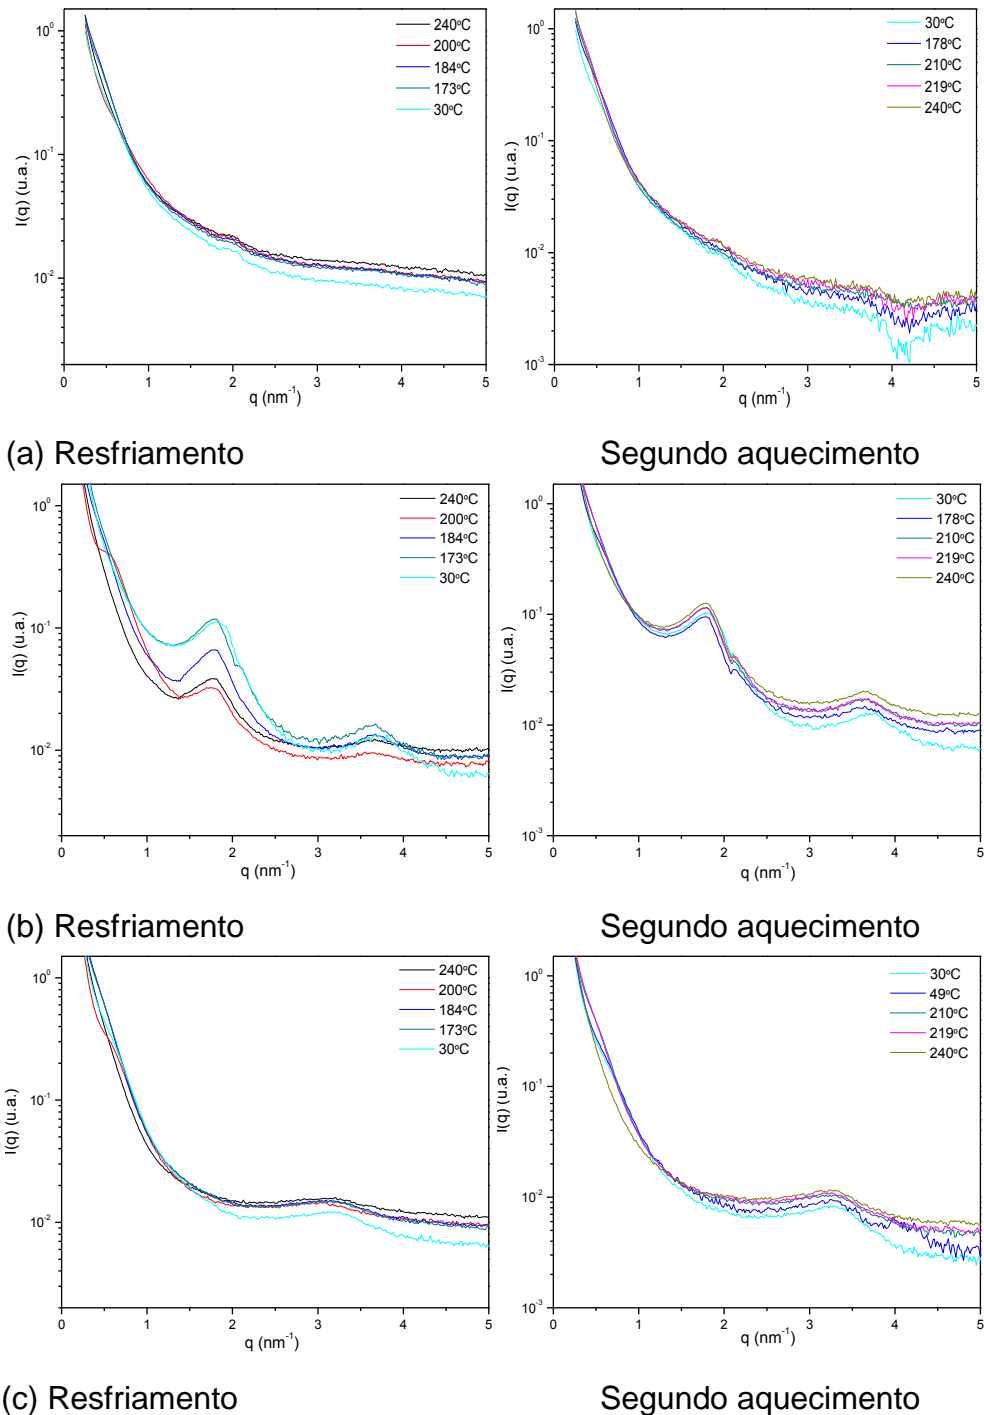 240ºC
200ºC
184ºC
173ºC
30ºC
10⁰
10⁻¹
10⁻²
I(q) (u.a.)
0 1 2 3 4 5
q (nm⁻¹)
30ºC
178ºC
210ºC
219ºC
240ºC
10⁰
10⁻¹
10⁻²
10⁻³
I(q) (u.a.)
0 1 2 3 4 5
q (nm⁻¹)
(a) Resfriamento Segundo aquecimento
240ºC
200ºC
184ºC
173ºC
30ºC
10⁰
10⁻¹
10⁻²
I(q) (u.a.)
0 1 2 3 4 5
q (nm⁻¹)
30ºC
178ºC
210ºC
219ºC
240ºC
10⁰
10⁻¹
10⁻²
10⁻³
I(q) (u.a.)
0 1 2 3 4 5
q (nm⁻¹)
(b) Resfriamento Segundo aquecimento
240ºC
200ºC
184ºC
173ºC
30ºC
10⁰
10⁻¹
10⁻²
I(q) (u.a.)
0 1 2 3 4 5
q (nm⁻¹)
30ºC
49ºC
210ºC
219ºC
240ºC
10⁰
10⁻¹
10⁻²
10⁻³
I(q) (u.a.)
0 1 2 3 4 5
q (nm⁻¹)
(c) Resfriamento Segundo aquecimento